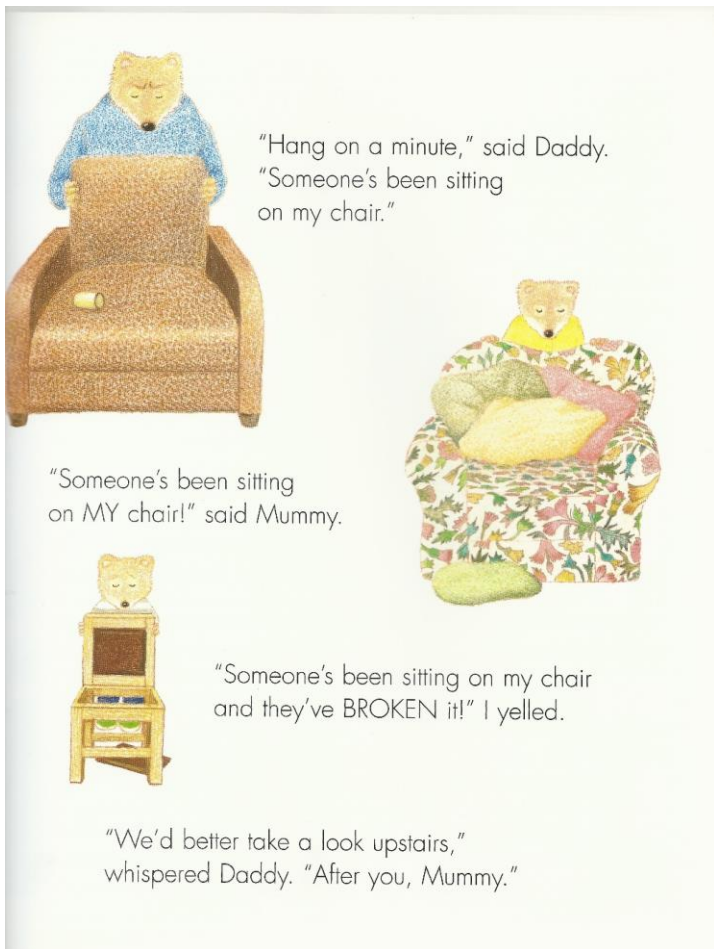 “Hang on a minute,” said Daddy.
“Someone’s been sitting
on my chair.”
“Someone’s been sitting
on MY chair!” said Mummy.
“Someone’s been sitting on my chair
and they’ve BROKEN it!” I yelled.
“We’d better take a look upstairs,”
whispered Daddy. “After you, Mummy.”